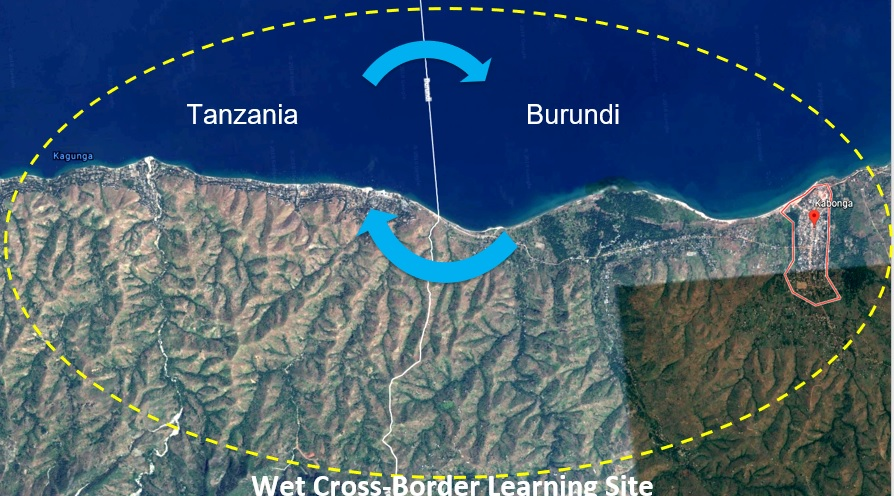 Tanzania
Burundi
Kagunga
Kabonga
Wet Cross-Border Learning Site